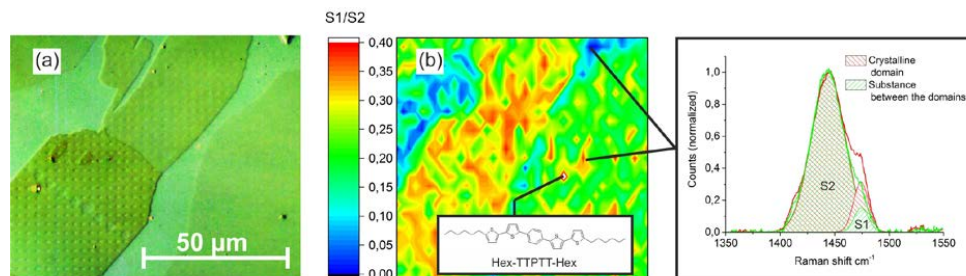 (a)
50 µm
S1/S2
0,40
0,35
0,30
0,25
0,20
0,15
0,10
0,05
0,00
(b)
Hex-TTPTT-Hex
Crystalline
domain
Substance
between the domains
Counts (normalized)
1,0
0,8
0,6
0,4
0,2
0,0
S2
S1
1350
1400
1450
1500
1550
Raman shift cm⁻¹